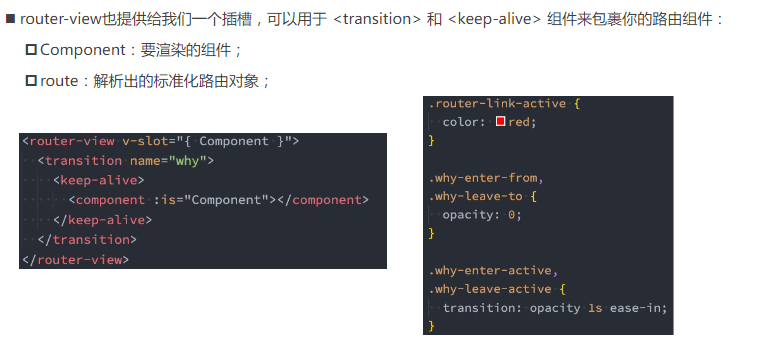 router-view也提供给我们一个插槽，可以用于 <transition> 和 <keep-alive> 组件来包裹你的路由组件：
Component：要渲染的组件；
route：解析出的标准化路由对象；
<router-view v-slot="{ Component }">
  <transition name="why">
    <keep-alive>
      <component :is="Component"></component>
    </keep-alive>
  </transition>
</router-view>
.router-link-active {
  color: red;
}
.why-enter-from,
.why-leave-to {
  opacity: 0;
}
.why-enter-active,
.why-leave-active {
  transition: opacity 1s ease-in;
}